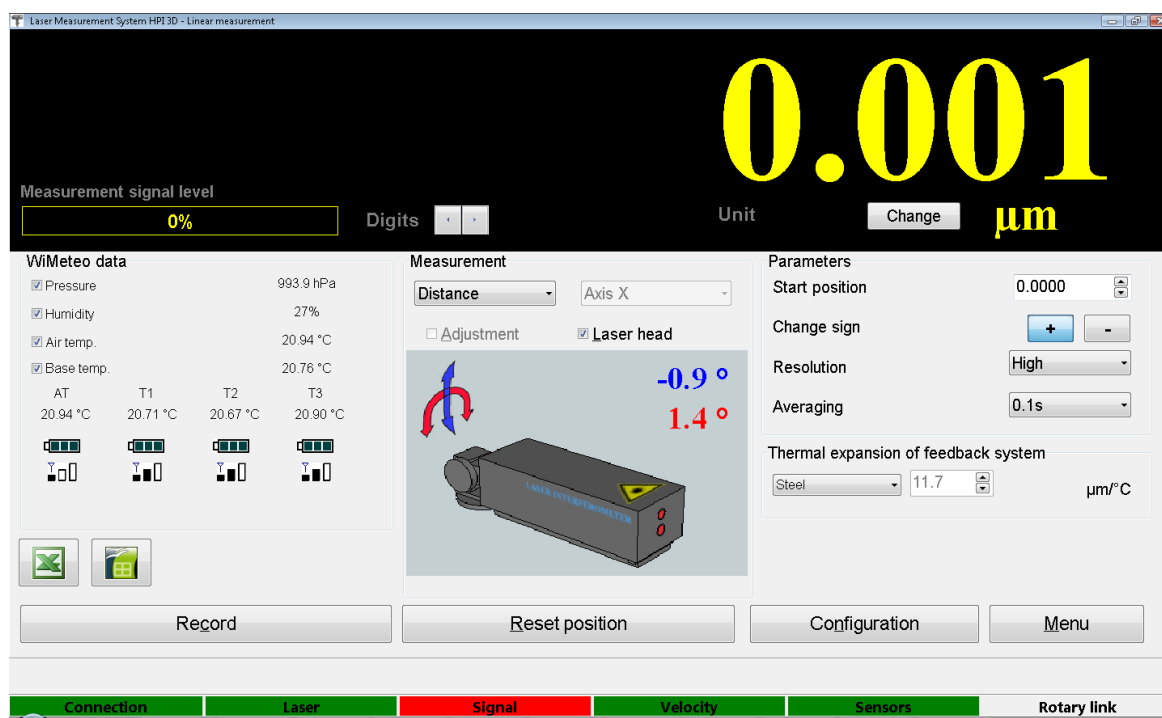 Laser Measurement System HPI 3D - Linear measurement
0.001
Measurement signal level
0%
Digits
Unit
Change
µm
WiMeteo data
Pressure 993.9 hPa
Humidity 27%
Air temp. 20.94 °C
Base temp. 20.76 °C
AT T1 T2 T3
20.94 °C 20.71 °C 20.67 °C 20.90 °C
Measurement
Distance Axis X
Adjustment Laser head
-0.9 °
1.4 °
LASER INTERFEROMETER
Parameters
Start position 0.0000
Change sign + -
Resolution High
Averaging 0.1s
Thermal expansion of feedback system
Steel 11.7 µm/°C
Record Reset position Configuration Menu
Connection Laser Signal Velocity Sensors Rotary link